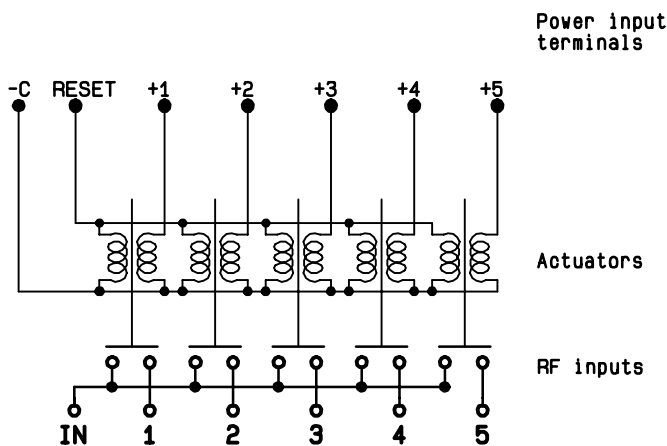 Power input
terminals
-C RESET +1 +2 +3 +4 +5
Actuators
RF inputs
IN 1 2 3 4 5